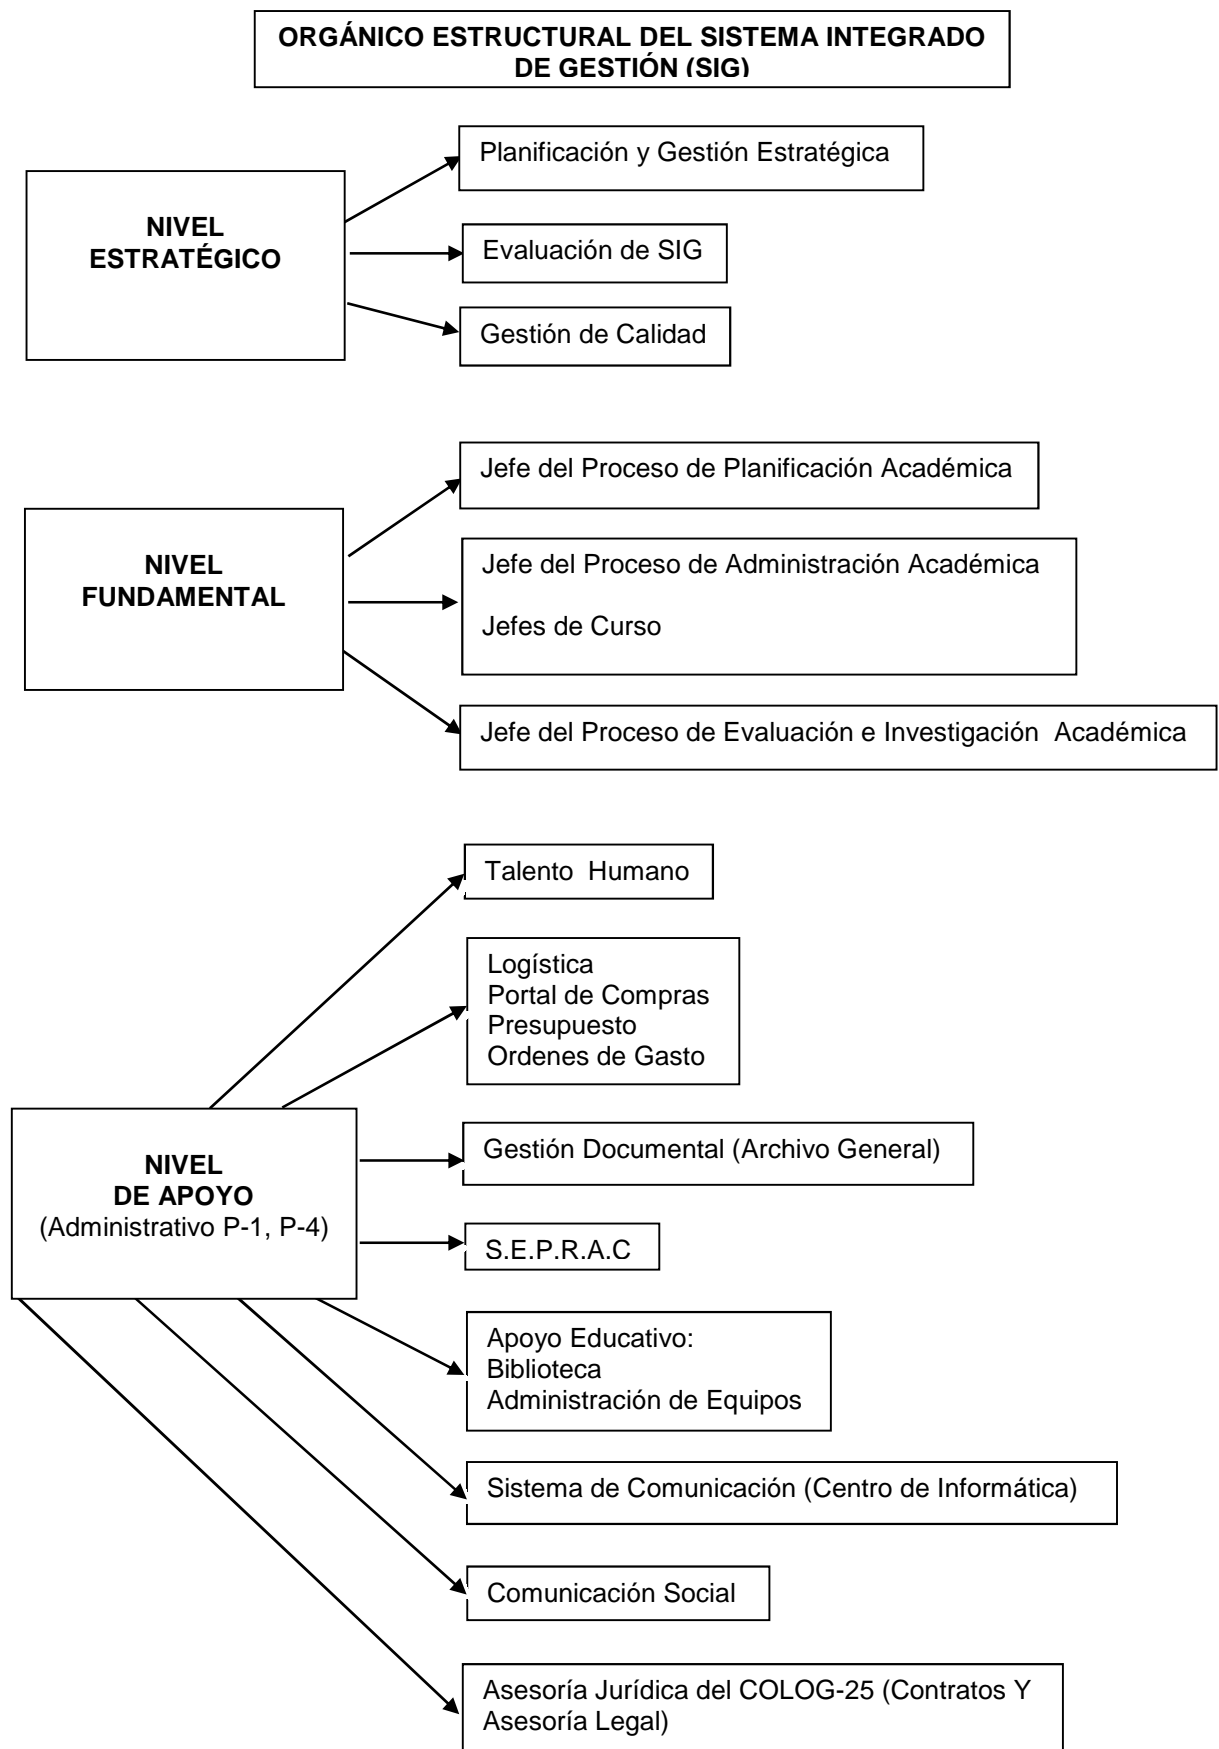 ORGÁNICO ESTRUCTURAL DEL SISTEMA INTEGRADO
DE GESTIÓN (SIG)
Planificación y Gestión Estratégica
NIVEL
ESTRATÉGICO
Evaluación de SIG
Gestión de Calidad
Jefe del Proceso de Planificación Académica
NIVEL
FUNDAMENTAL
Jefe del Proceso de Administración Académica
Jefes de Curso
Jefe del Proceso de Evaluación e Investigación  Académica
Talento  Humano
Logística
Portal de Compras
Presupuesto
Ordenes de Gasto
NIVEL
DE APOYO
(Administrativo P-1, P-4)
Gestión Documental (Archivo General)
S.E.P.R.A.C
Apoyo Educativo:
Biblioteca
Administración de Equipos
Sistema de Comunicación (Centro de Informática)
Comunicación Social
Asesoría Jurídica del COLOG-25 (Contratos Y
Asesoría Legal)